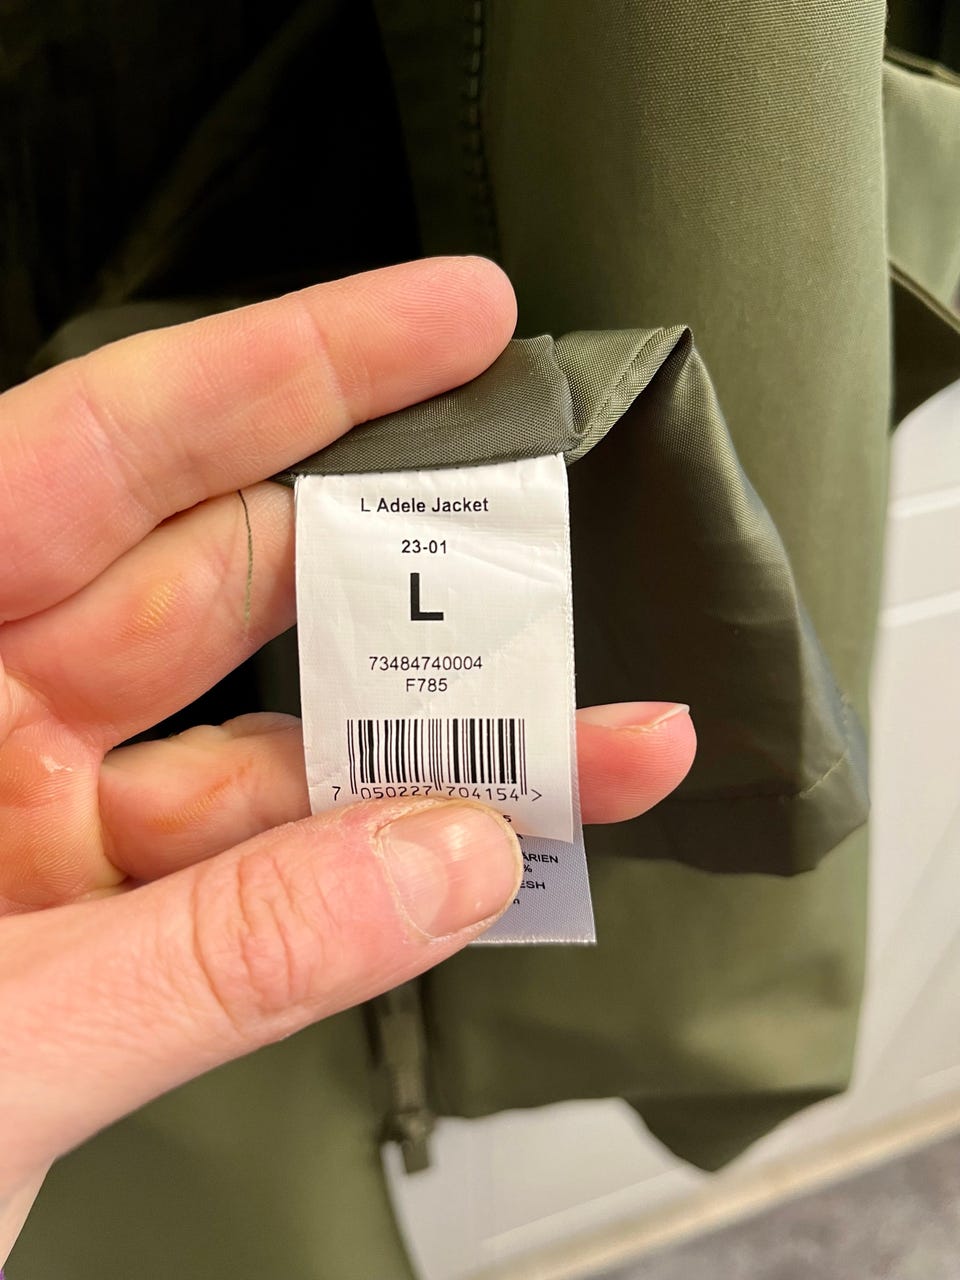 L Adele Jacket
23-01
L
73484740004
F785
7 050227 704154 >